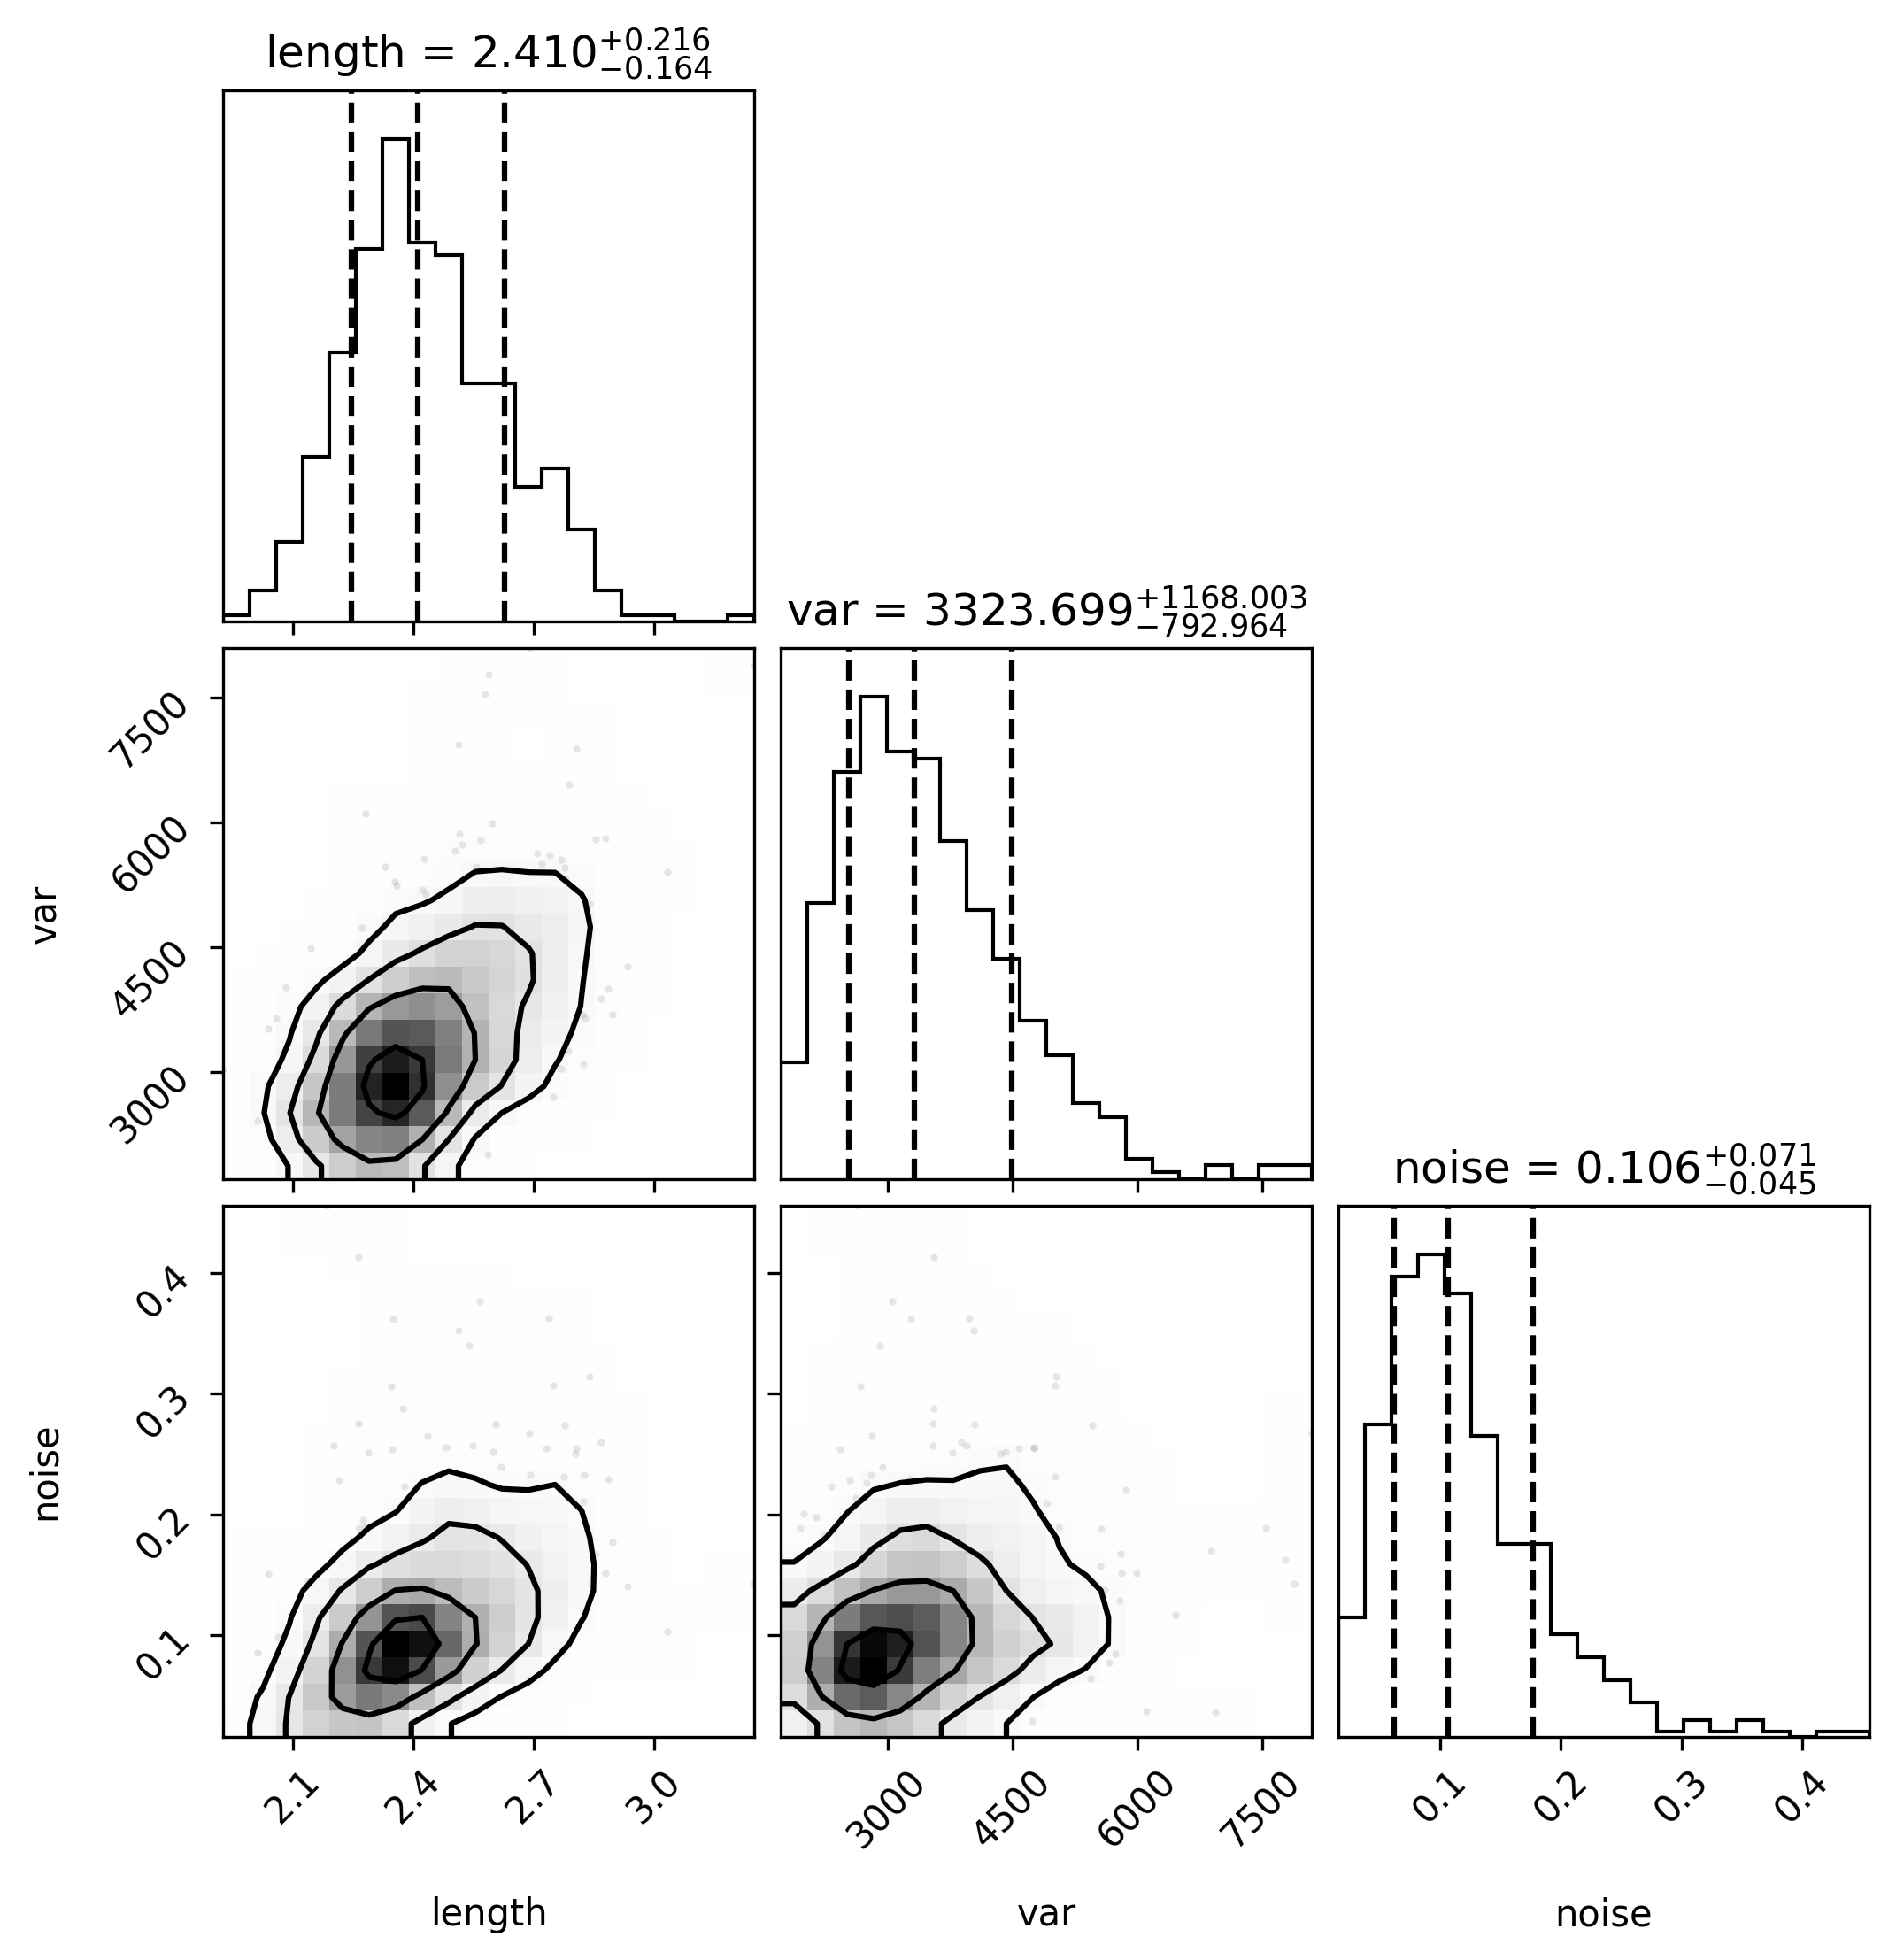 length = 2.410+0.216−0.164
var = 3323.699+1168.003−792.964
7500
6000
4500
3000
var
noise = 0.106+0.071−0.045
0.4
0.3
0.2
0.1
noise
2.1 2.4 2.7 3.0 3000 4500 6000 7500 0.1 0.2 0.3 0.4
length var noise